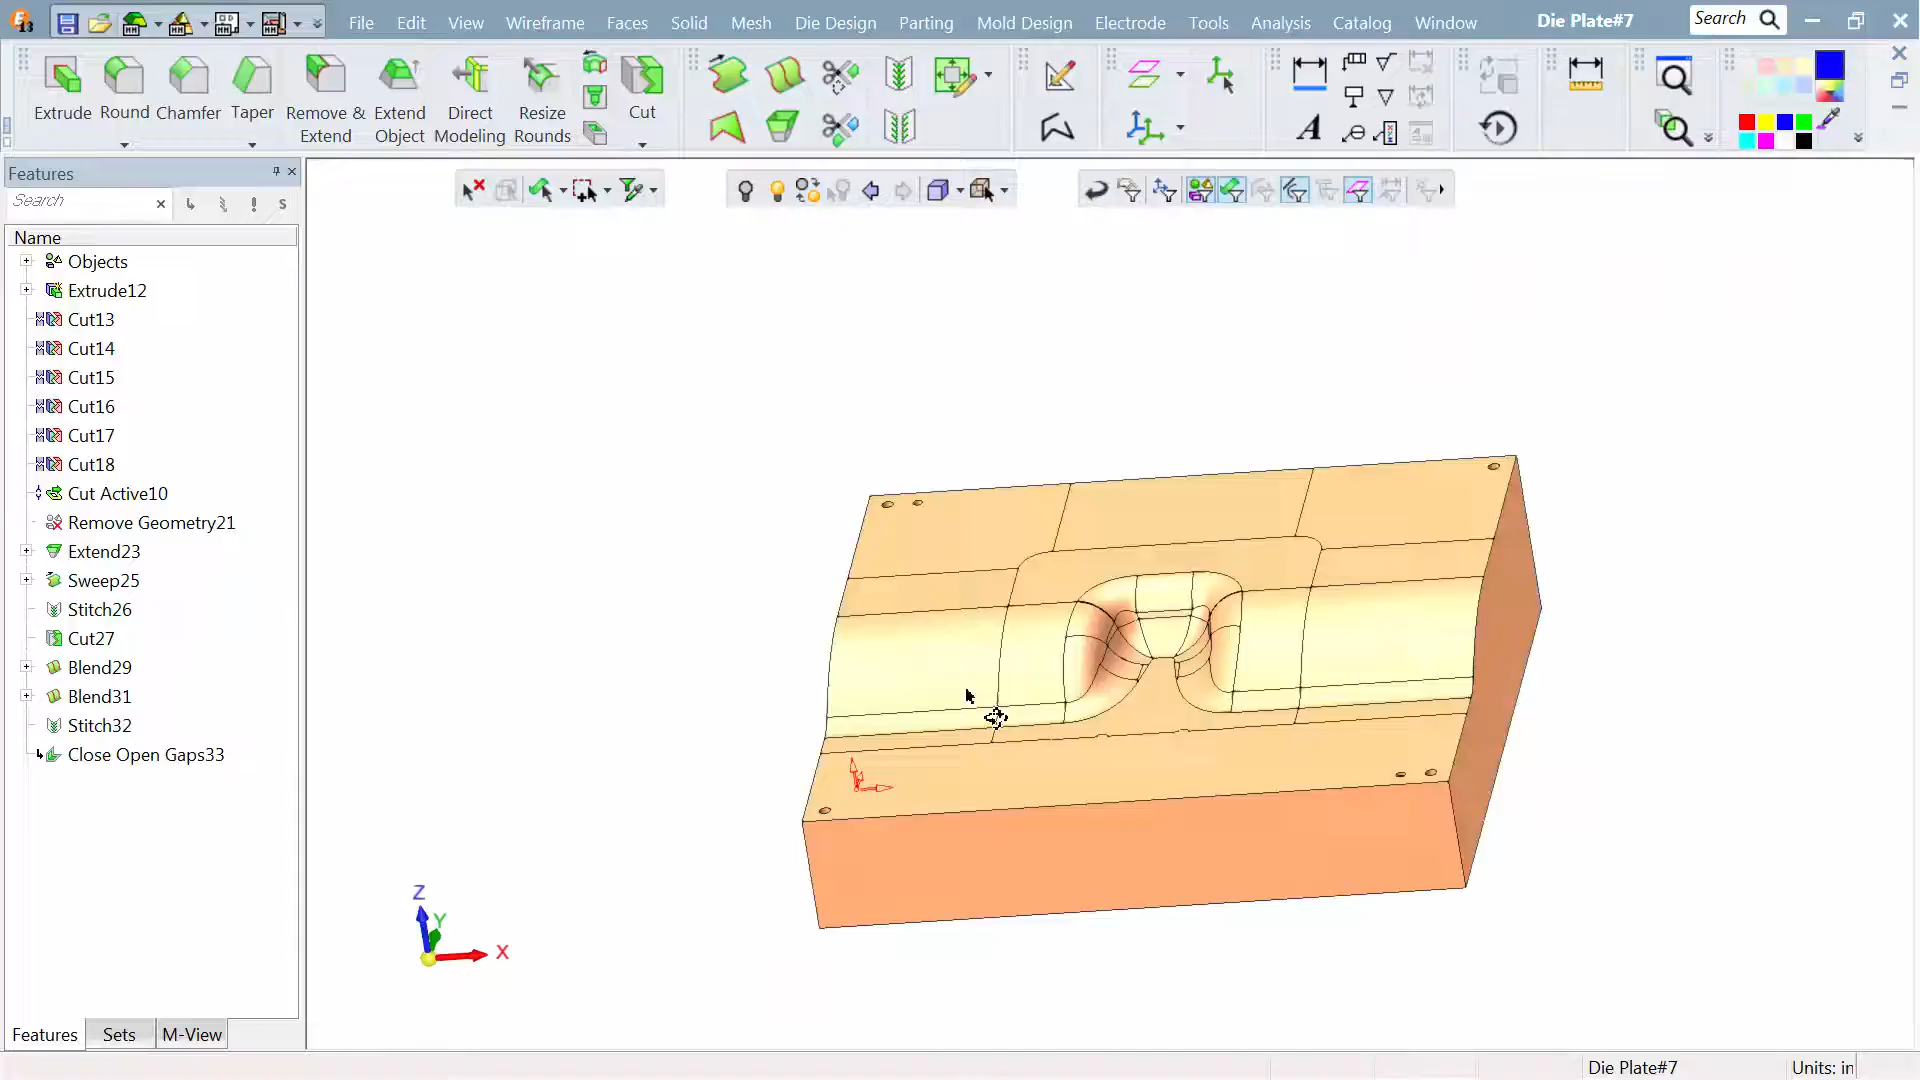 File Edit View Wireframe Faces Solid Mesh Die Design Parting Mold Design Electrode Tools Analysis Catalog Window Die Plate#7 Search
Extrude Round Chamfer Taper Remove & Extend Extend Object Direct Modeling Resize Rounds Cut
Features
Search
Name
Objects
Extrude12
Cut13
Cut14
Cut15
Cut16
Cut17
Cut18
Cut Active10
Remove Geometry21
Extend23
Sweep25
Stitch26
Cut27
Blend29
Blend31
Stitch32
Close Open Gaps33
Z
Y
X
Features Sets M-View
Die Plate#7 Units: in